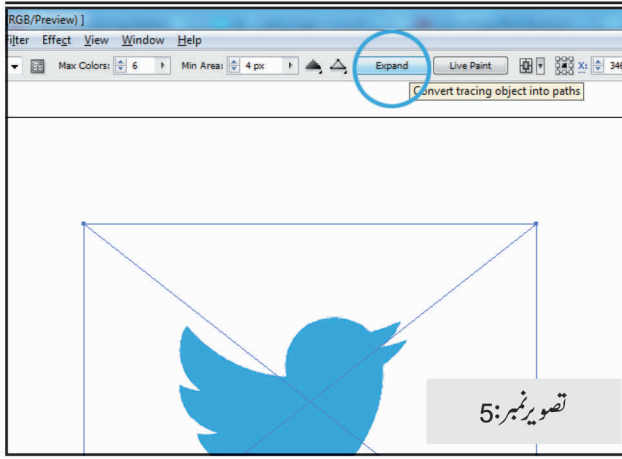 RGB/Preview) ]
Filter Effect View Window Help
Max Colors: 6 Min Area: 4 px Expand Live Paint X: 346
Convert tracing object into paths
تصویر نمبر:5